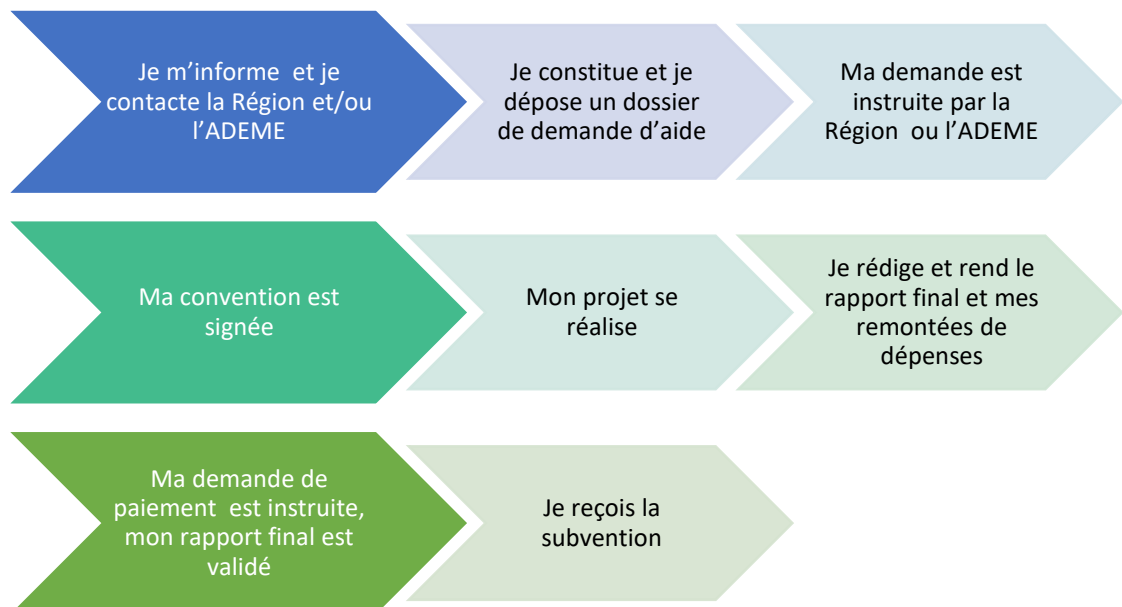 Je m’informe et je
contacte la Région et/ou
l’ADEME
Je constitue et je
dépose un dossier
de demande d’aide
Ma demande est
instruite par la
Région ou l’ADEME
Ma convention est
signée
Mon projet se
réalise
Je rédige et rend le
rapport final et mes
remontées de
dépenses
Ma demande de
paiement est instruite,
mon rapport final est
validé
Je reçois la
subvention